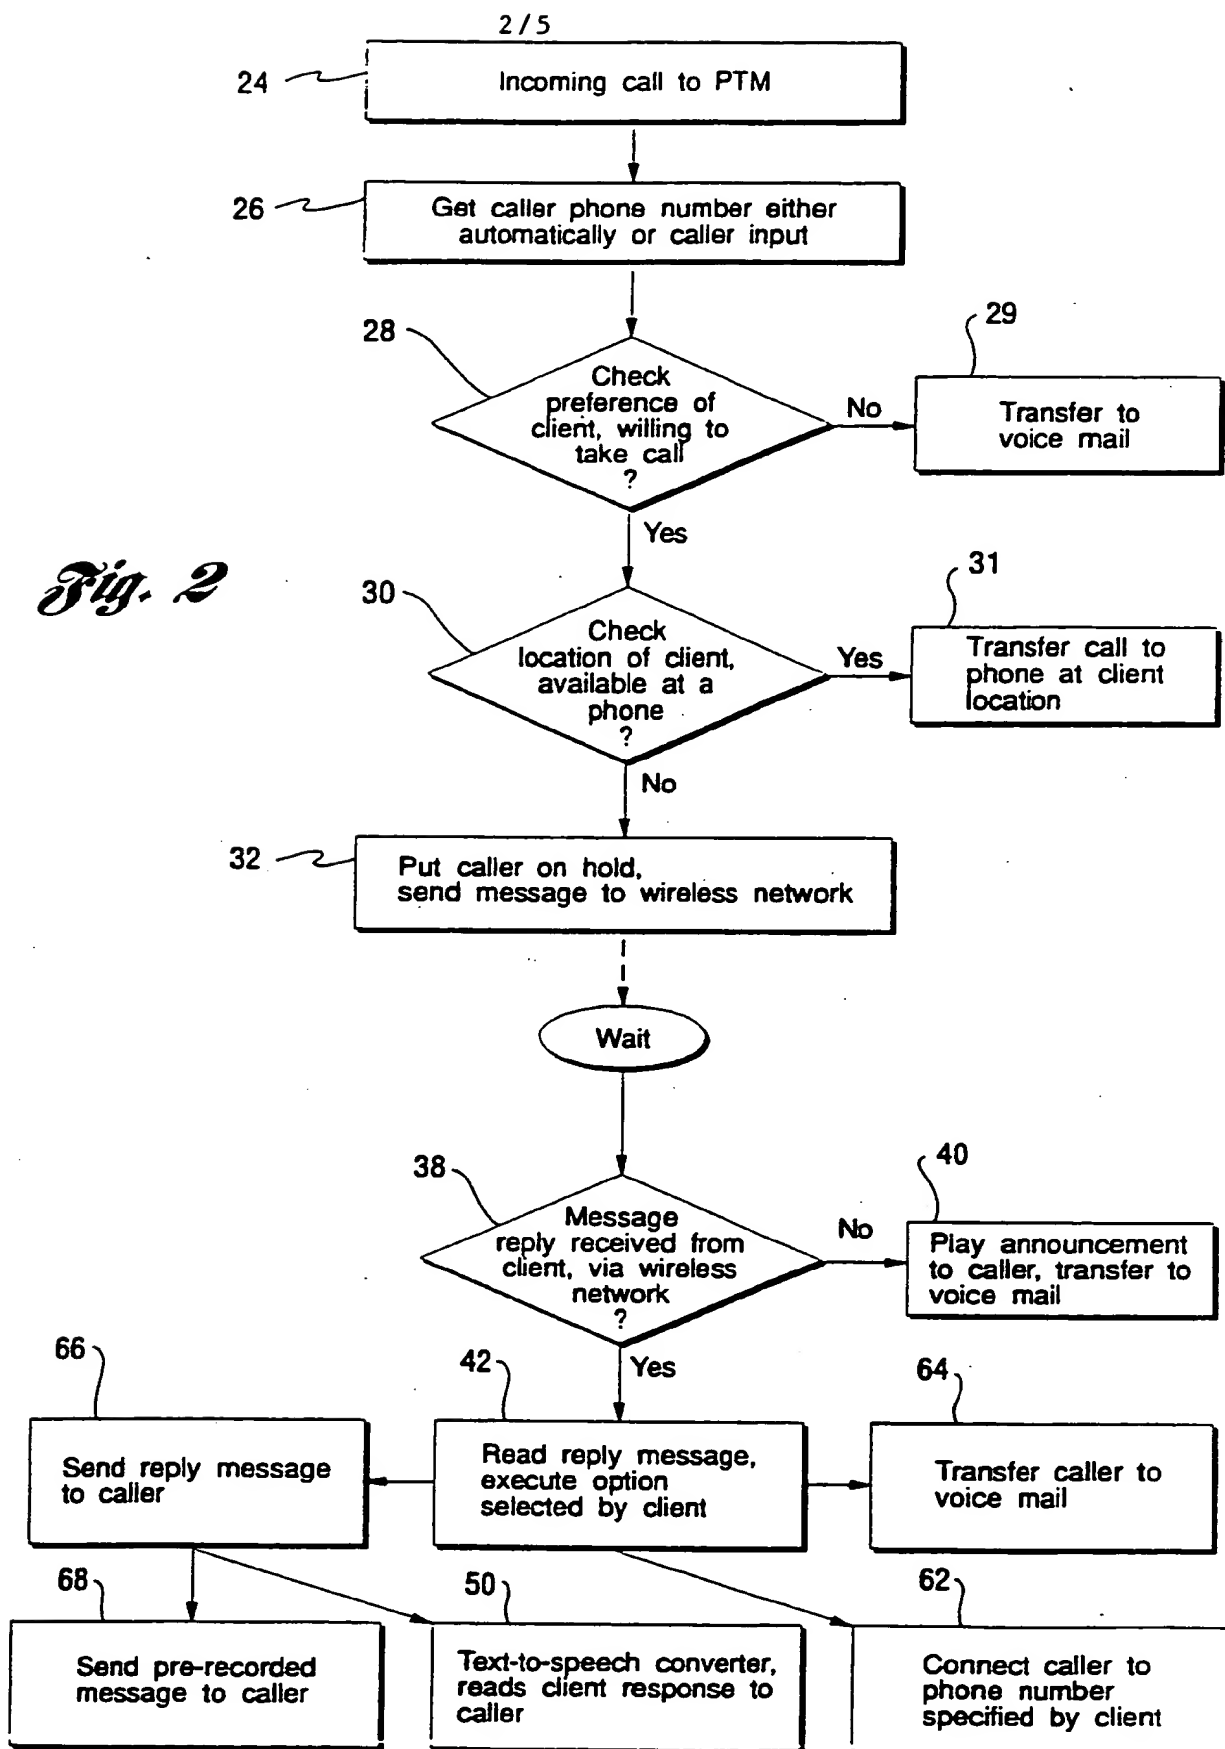 2/5
24
Incoming call to PTM
26
Get caller phone number either
automatically or caller input
28
Check
preference of
client, willing to
take call
?
No
29
Transfer to
voice mail
Yes
Fig. 2
30
Check
location of client,
available at a
phone
?
Yes
31
Transfer call to
phone at client
location
No
32
Put caller on hold,
send message to wireless network
Wait
38
Message
reply received from
client, via wireless
network
?
No
40
Play announcement
to caller, transfer to
voice mail
Yes
66
Send reply message
to caller
42
Read reply message,
execute option
selected by client
64
Transfer caller to
voice mail
68
Send pre-recorded
message to caller
50
Text-to-speech converter,
reads client response to
caller
62
Connect caller to
phone number
specified by client